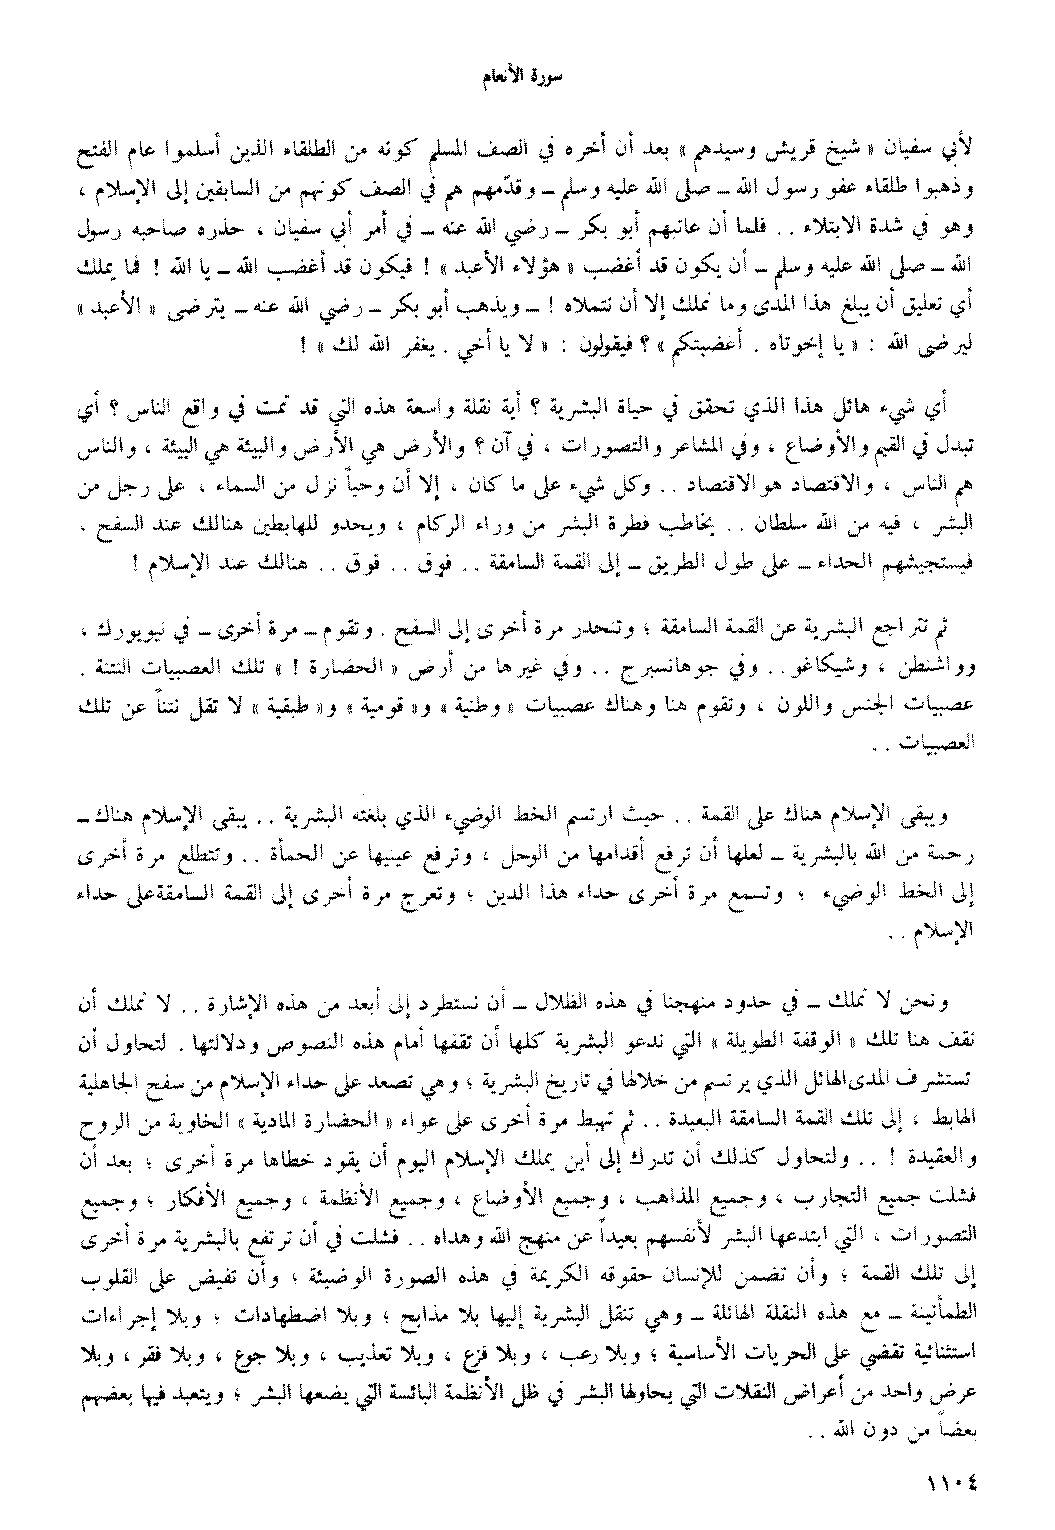 سورة الأنعام
لأبي سفيان « شيخ قريش وسيدهم » بعد أن أخره في الصف المسلم كونه من الطلقاء الذين أسلموا عام الفتح
وذهبوا طلقاء عفو رسول الله ــ صلى الله عليه وسلم ــ وقدّمهم هم في الصف كونهم من السابقين إلى الإسلام ،
وهو في شدة الابتلاء .. فلما أن عاتبهم أبو بكر ــ رضي الله عنه ــ في أمر أبي سفيان ، حذره صاحبه رسول
الله ــ صلى الله عليه وسلم ــ أن يكون قد أغضب « هؤلاء الأعبد » ! فيكون قد أغضب الله ــ يا الله ! فما يملك
أي تعليق أن يبلغ هذا المدى وما نملك إلا أن نتملاه ! ــ ويذهب أبو بكر ــ رضي الله عنه ــ يترضى « الأعبد »
ليرضى الله : « يا إخوتاه . أغضبتكم » ؟ فيقولون : « لا يا أخي . يغفر الله لك » !
أي شيء هائل هذا الذي تحقق في حياة البشرية ؟ أية نقلة واسعة هذه التي قد تمت في واقع الناس ؟ أي
تبدل في القيم والأوضاع ، وفي المشاعر والتصورات ، في آن ؟ والأرض هي الأرض والبيئة هي البيئة ، والناس
هم الناس ، والاقتصاد هو الاقتصاد .. وكل شيء على ما كان ، إلا أن وحياً نزل من السماء ، على رجل من
البشر ، فيه من الله سلطان .. يخاطب فطرة البشر من وراء الركام ، ويحدو للهابطين هنالك عند السفح .
فيستجيشهم الحداء ــ على طول الطريق ــ إلى القمة السامقة .. فوق .. فوق .. هنالك عند الإسلام !
ثم تتراجع البشرية عن القمة السامقة ؛ وتنحدر مرة أخرى إلى السفح . وتقوم ــ مرة أخرى ــ في نيويورك ،
وواشنطن ، وشيكاغو .. وفي جوهانسبرج .. وفي غيرها من أرض « الحضارة ! » تلك العصبيات النتنة .
عصبيات الجنس واللون ، وتقوم هنا وهناك عصبيات « وطنية » و« قومية » و« طبقية » لا تقل نتناً عن تلك
العصبيات ..
ويبقى الإسلام هناك على القمة .. حيث ارتسم الخط الوضيء الذي بلغته البشرية .. يبقى الإسلام هناك ــ
رحمة من الله بالبشرية ــ لعلها أن ترفع أقدامها من الوحل ، وترفع عينيها عن الحمأة .. وتتطلع مرة أخرى
إلى الخط الوضيء ؛ وتسمع مرة أخرى حداء هذا الدين ؛ وتعرج مرة أخرى إلى القمة السامقة على حداء
الإسلام ..
ونحن لا نملك ــ في حدود منهجنا في هذه الظلال ــ أن نستطرد إلى أبعد من هذه الإشارة .. لا نملك أن
نقف هنا تلك « الوقفة الطويلة » التي ندعو البشرية كلها أن تقفها أمام هذه النصوص ودلالتها . لتحاول أن
تستشرف المدى الهائل الذي يرتسم من خلالها في تاريخ البشرية ؛ وهي تصعد على حداء الإسلام من سفح الجاهلية
الهابط ، إلى تلك القمة السامقة البعيدة .. ثم تهبط مرة أخرى على عواء « الحضارة المادية » الخاوية من الروح
والعقيدة ! .. ولتحاول كذلك أن تدرك إلى أين يملك الإسلام اليوم أن يقود خطاها مرة أخرى ؛ بعد أن
فشلت جميع التجارب ، وجميع المذاهب ، وجميع الأوضاع ، وجميع الأنظمة ، وجميع الأفكار ؛ وجميع
التصورات ، التي ابتدعها البشر لأنفسهم بعيداً عن منهج الله وهداه .. فشلت في أن ترتفع بالبشرية مرة أخرى
إلى تلك القمة ؛ وأن تضمن للإنسان حقوقه الكريمة في هذه الصورة الوضيئة ؛ وأن تفيض على القلوب
الطمأنينة ــ مع هذه النقلة الهائلة ــ وهي تنقل البشرية إليها بلا مذابح ؛ وبلا اضطهادات ؛ وبلا إجراءات
استثنائية تقضي على الحريات الأساسية ؛ وبلا رعب ، وبلا فزع ، وبلا تعذيب ، وبلا جوع ، وبلا فقر ، وبلا
عرض واحد من أعراض النقلات التي يحاولها البشر في ظل الأنظمة البائسة التي يضعها البشر ؛ ويتعبد فيها بعضهم
بعضاً من دون الله ..
١١٠٤